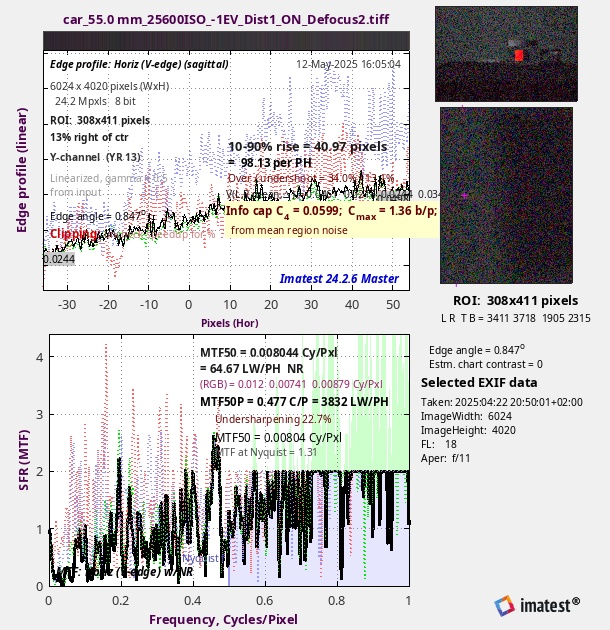 car_55.0 mm_25600ISO_-1EV_Dist1_ON_Defocus2.tiff
Edge profile: Horiz (V-edge) (sagittal)
12-May-2025 16:05:04
6024 x 4020 pixels (WxH)
24.2 Mpxls 8 bit
ROI: 308x411 pixels
13% right of ctr
Y-channel (YR 13)
Linearized, gamma
from input
Edge angle = 0.847º
Clipping
0.0244
10-90% rise = 40.97 pixels
= 98.13 per PH
Info cap C4 = 0.0599; Cmax = 1.36 b/p;
from mean region noise
Imatest 24.2.6 Master
Edge profile (linear)
-30 -20 -10 0 10 20 30 40 50
Pixels (Hor)
ROI: 308x411 pixels
L R T B = 3411 3718 1905 2315
Edge angle = 0.847º
Estm. chart contrast = 0
Selected EXIF data
Taken: 2025:04:22 20:50:01+02:00
ImageWidth: 6024
ImageHeight: 4020
FL: 18
Aper: f/11
MTF50 = 0.008044 Cy/Pxl
= 64.67 LW/PH NR
(RGB) = 0.012 0.00741 0.00879 Cy/Pxl
MTF50P = 0.477 C/P = 3832 LW/PH
Undersharpening 22.7%
MTF50 = 0.00804 Cy/Pxl
MTF at Nyquist = 1.31
Nyquist
MTF: Horiz (V-edge) w/NR
SFR (MTF)
4
3
2
1
0
0 0.2 0.4 0.6 0.8 1
Frequency, Cycles/Pixel
imatest®